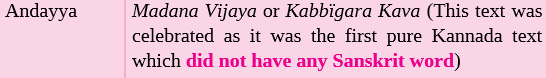 Andayya
Madana Vijaya or Kabbïgara Kava (This text was
celebrated as it was the first pure Kannada text
which did not have any Sanskrit word)